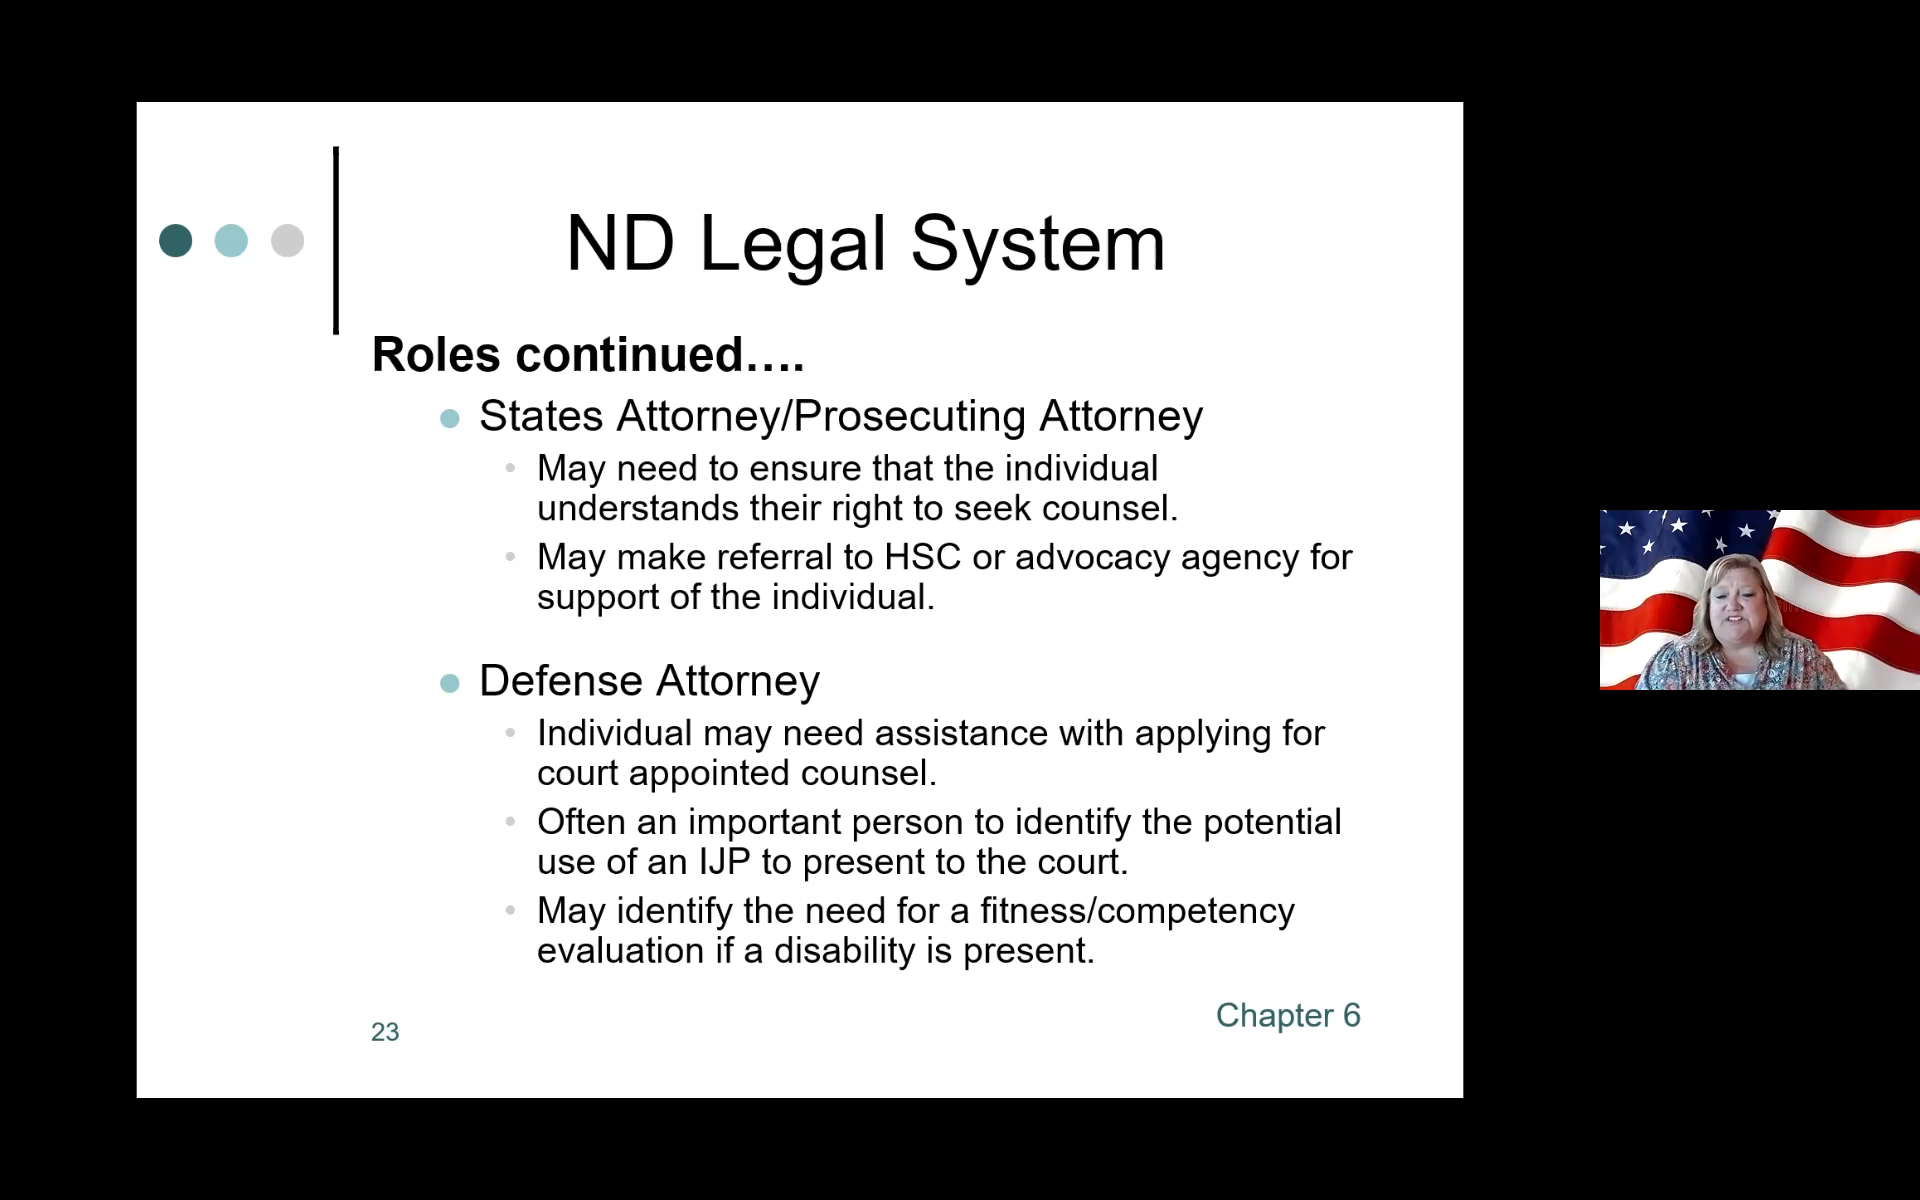 ND Legal System
Roles continued….
States Attorney/Prosecuting Attorney
May need to ensure that the individual
understands their right to seek counsel.
May make referral to HSC or advocacy agency for
support of the individual.
Defense Attorney
Individual may need assistance with applying for
court appointed counsel.
Often an important person to identify the potential
use of an IJP to present to the court.
May identify the need for a fitness/competency
evaluation if a disability is present.
23
Chapter 6